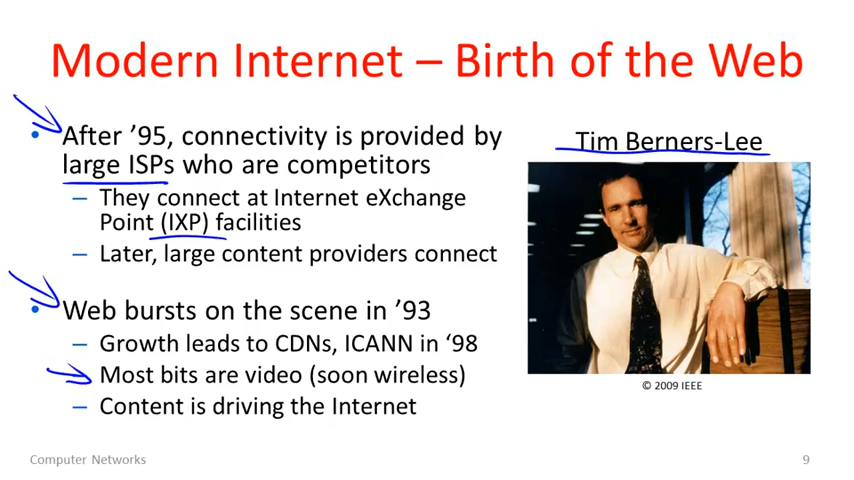 Modern Internet – Birth of the Web
• After ’95, connectivity is provided by
large ISPs who are competitors
– They connect at Internet eXchange
Point (IXP) facilities
– Later, large content providers connect
• Web bursts on the scene in ’93
– Growth leads to CDNs, ICANN in ‘98
– Most bits are video (soon wireless)
– Content is driving the Internet
Tim Berners-Lee
© 2009 IEEE
Computer Networks
9